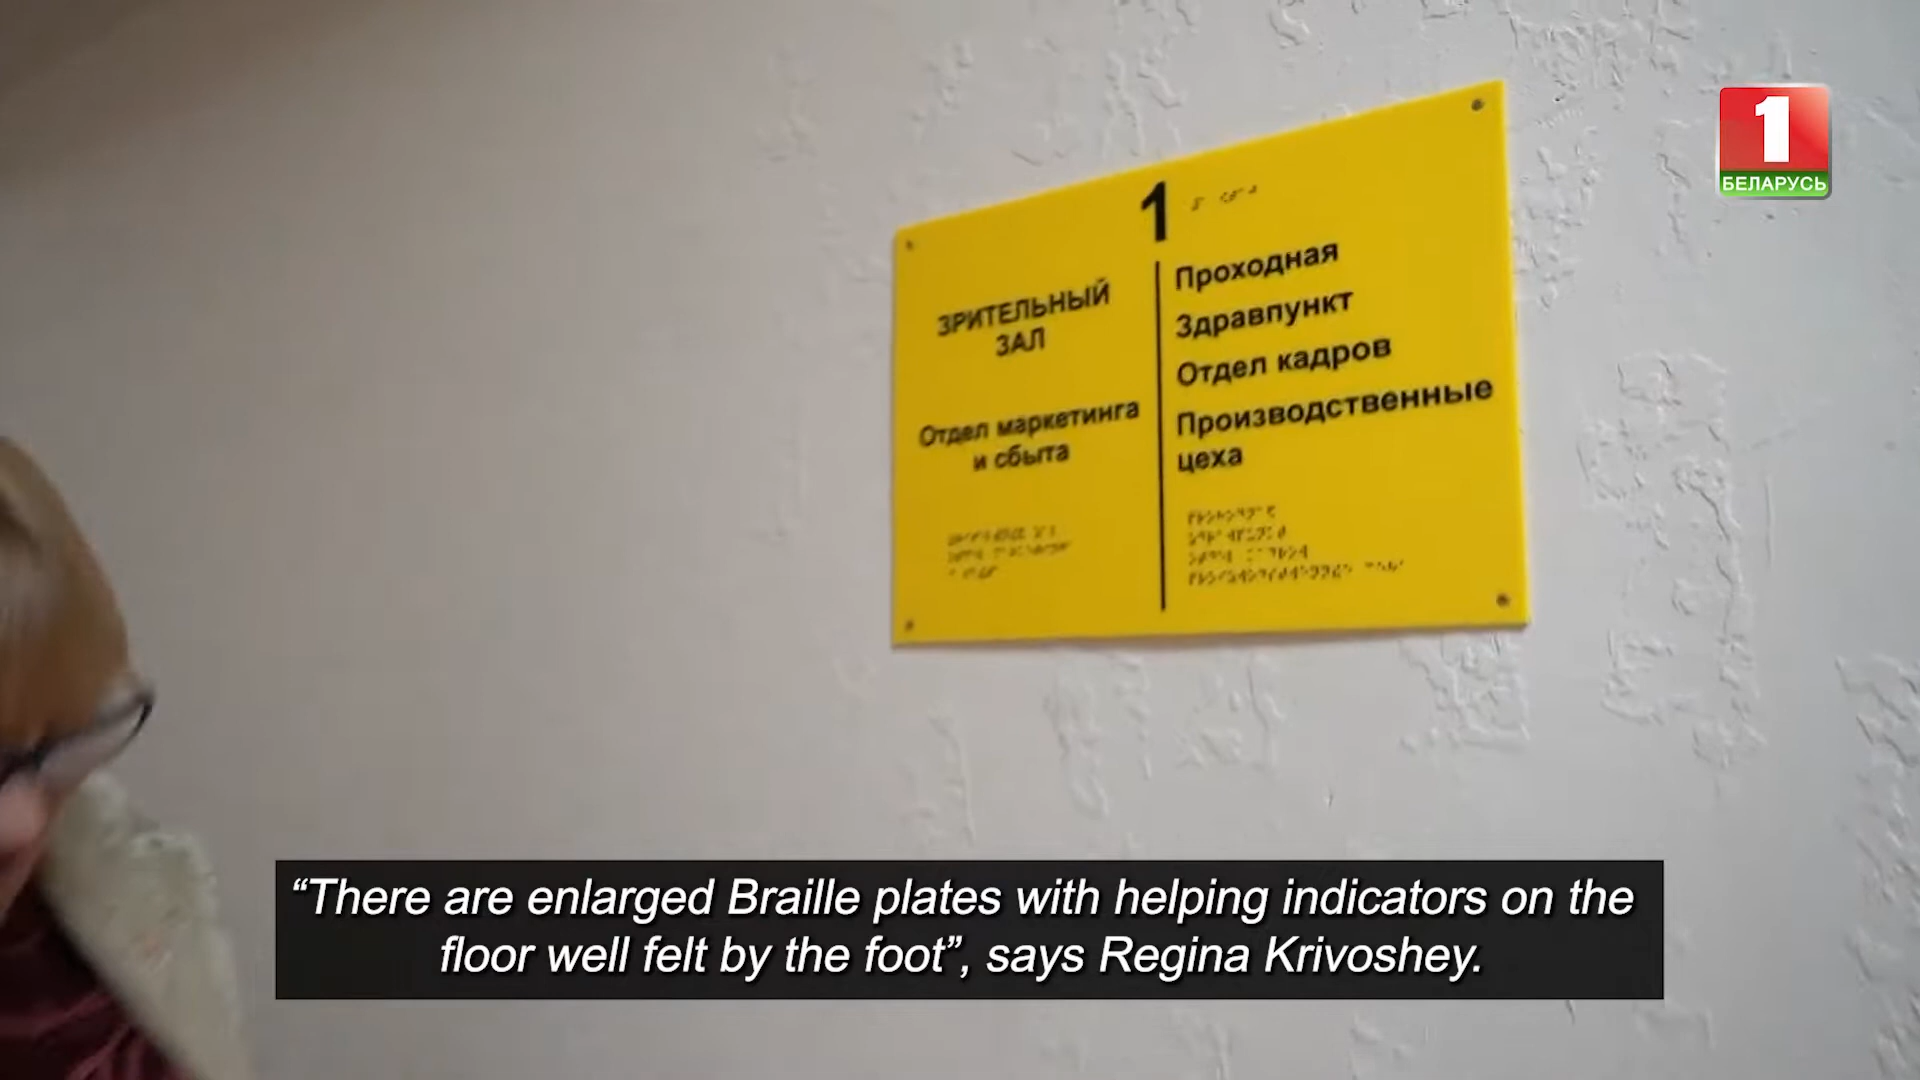 1
БЕЛАРУСЬ
1
ЗРИТЕЛЬНЫЙ
ЗАЛ
Отдел маркетинга
и сбыта
Проходная
Здравпункт
Отдел кадров
Производственные
цеха
“There are enlarged Braille plates with helping indicators on the
floor well felt by the foot”, says Regina Krivoshey.